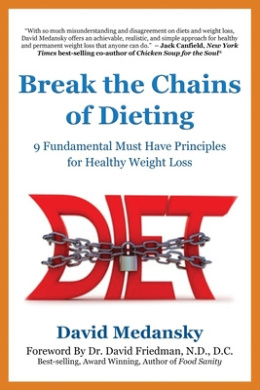 "With so much misunderstanding and disagreement on diets and weight loss,
David Medansky offers an achievable, realistic, and simple approach for healthy
and permanent weight loss that anyone can do." – Jack Canfield, New York
Times best-selling co-author of Chicken Soup for the Soul®
Break the Chains
of Dieting
9 Fundamental Must Have Principles
for Healthy Weight Loss
DIET
David Medansky
Foreword By Dr. David Friedman, N.D., D.C.
Best-selling, Award Winning, Author of Food Sanity